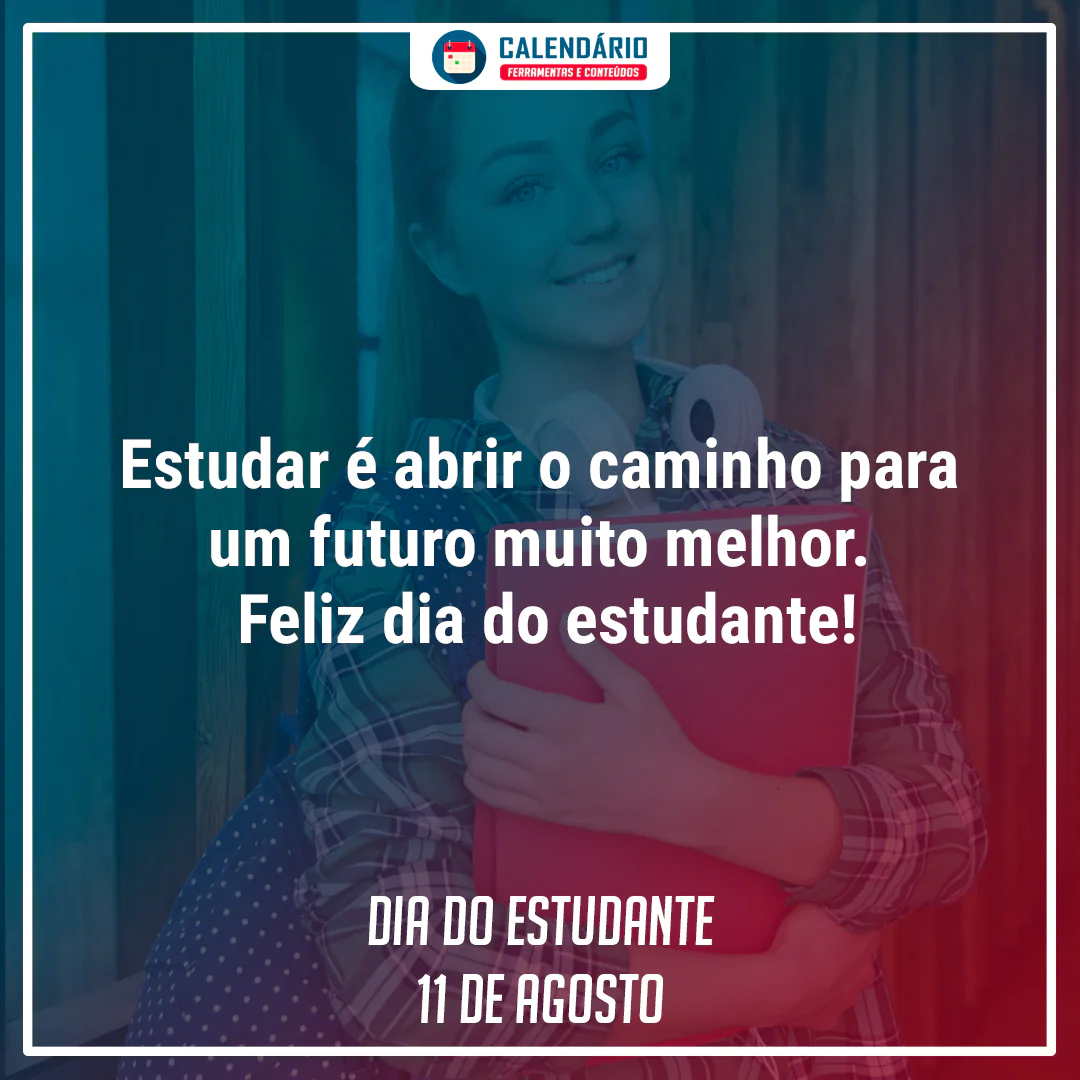 CALENDÁRIO
FERRAMENTAS E CONTEÚDOS
Estudar é abrir o caminho para
um futuro muito melhor.
Feliz dia do estudante!
DIA DO ESTUDANTE
11 DE AGOSTO